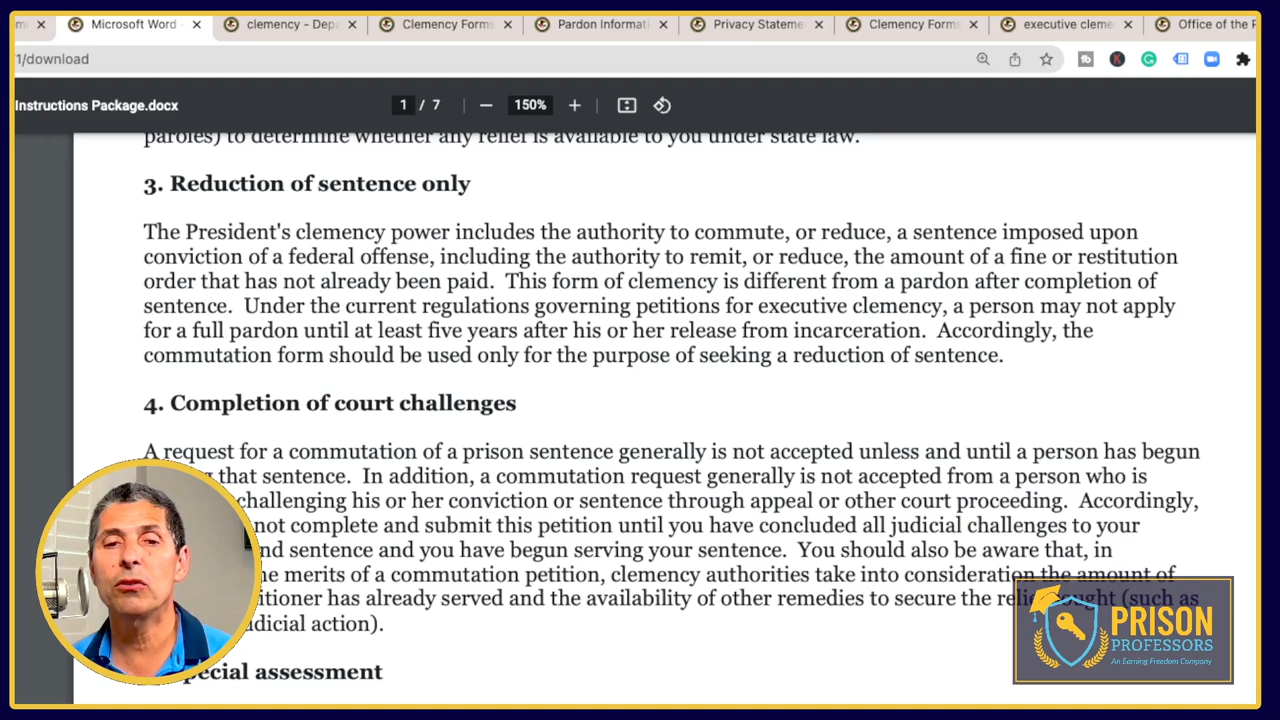 Microsoft Word -
clemency - Depa
Clemency Forms
Pardon Informati
Privacy Stateme
Clemency Forms
executive cleme
Office of the
1/download
Instructions Package.docx
1 / 7
150%
paroles) to determine whether any relief is available to you under state law.
3. Reduction of sentence only
The President's clemency power includes the authority to commute, or reduce, a sentence imposed upon
conviction of a federal offense, including the authority to remit, or reduce, the amount of a fine or restitution
order that has not already been paid. This form of clemency is different from a pardon after completion of
sentence. Under the current regulations governing petitions for executive clemency, a person may not apply
for a full pardon until at least five years after his or her release from incarceration. Accordingly, the
commutation form should be used only for the purpose of seeking a reduction of sentence.
4. Completion of court challenges
A request for a commutation of a prison sentence generally is not accepted unless and until a person has begun
that sentence. In addition, a commutation request generally is not accepted from a person who is
challenging his or her conviction or sentence through appeal or other court proceeding. Accordingly,
not complete and submit this petition until you have concluded all judicial challenges to your
nd sentence and you have begun serving your sentence. You should also be aware that, in
e merits of a commutation petition, clemency authorities take into consideration the amount of
itioner has already served and the availability of other remedies to secure the relief sought (such as
udicial action).
pecial assessment
PRISON
PROFESSORS
An Earning Freedom Company